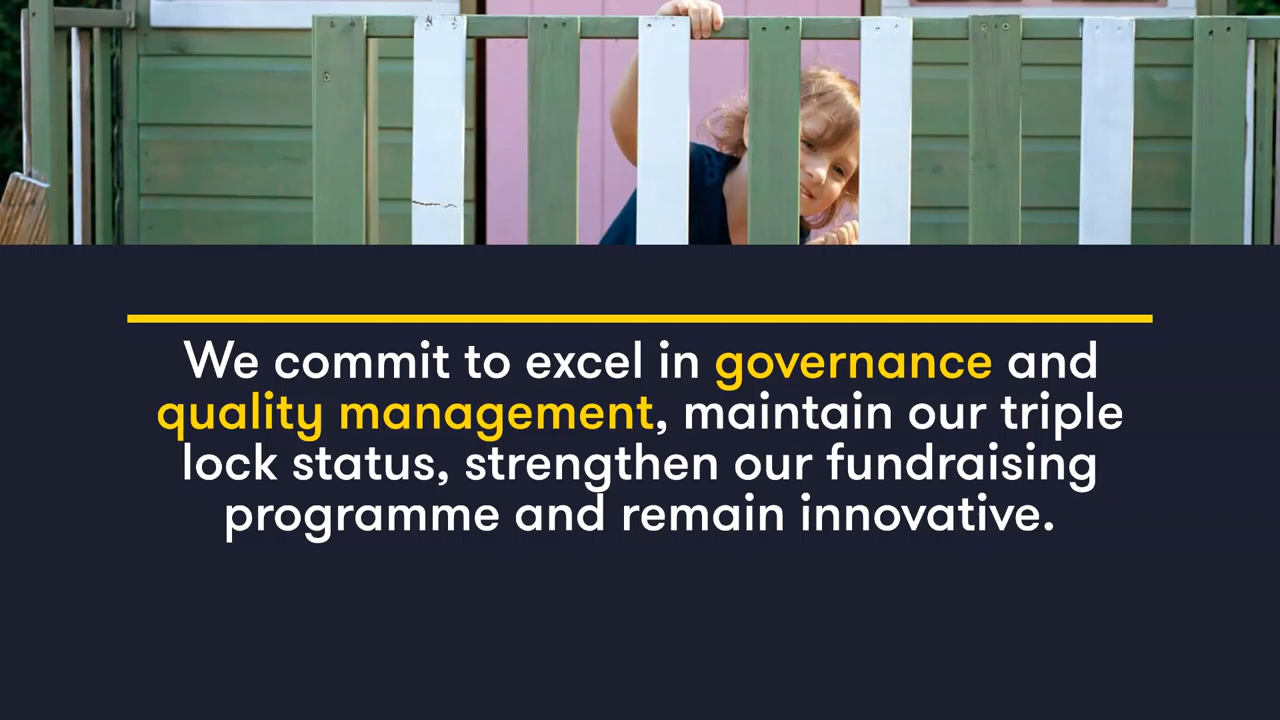 We commit to excel in governance and
quality management, maintain our triple
lock status, strengthen our fundraising
programme and remain innovative.